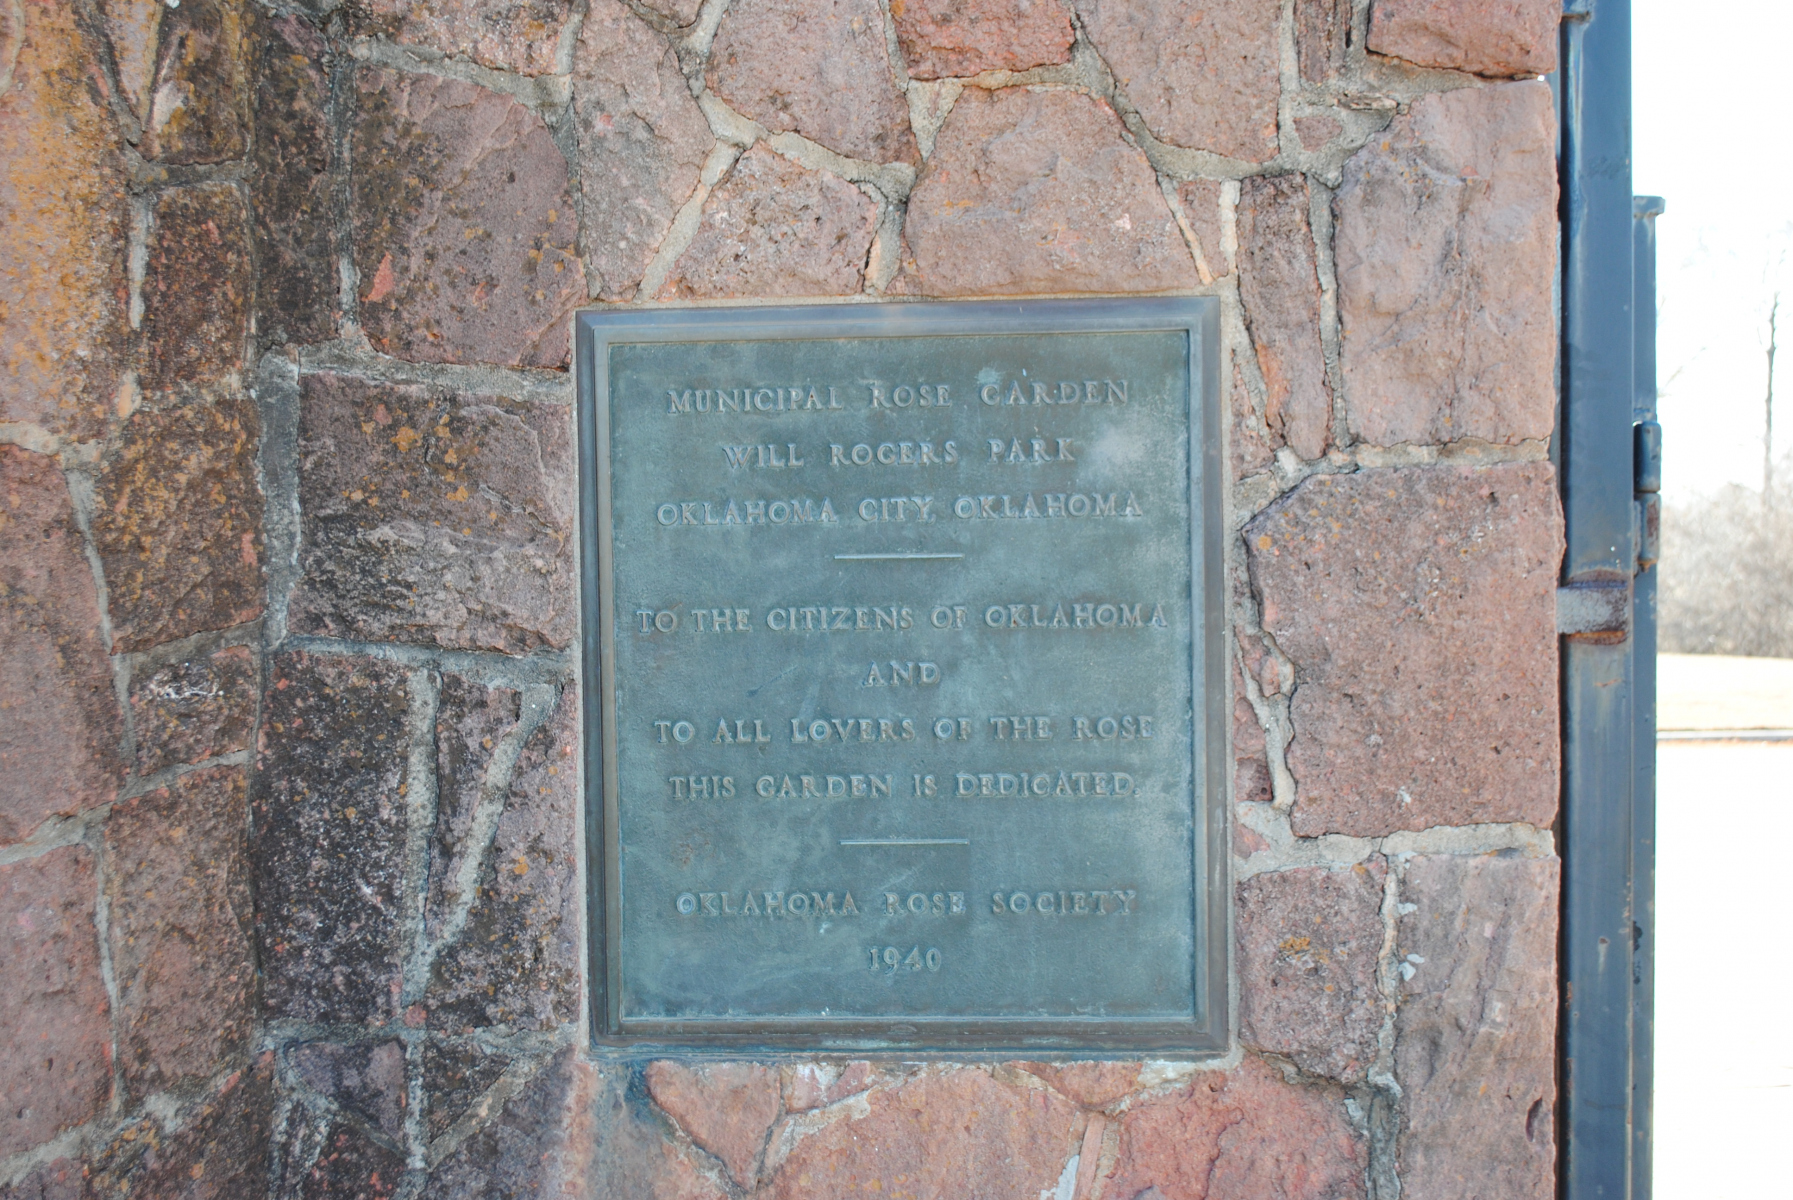 MUNICIPAL ROSE GARDEN
WILL ROGERS PARK
OKLAHOMA CITY, OKLAHOMA
TO THE CITIZENS OF OKLAHOMA
AND
TO ALL LOVERS OF THE ROSE
THIS GARDEN IS DEDICATED.
OKLAHOMA ROSE SOCIETY
1940